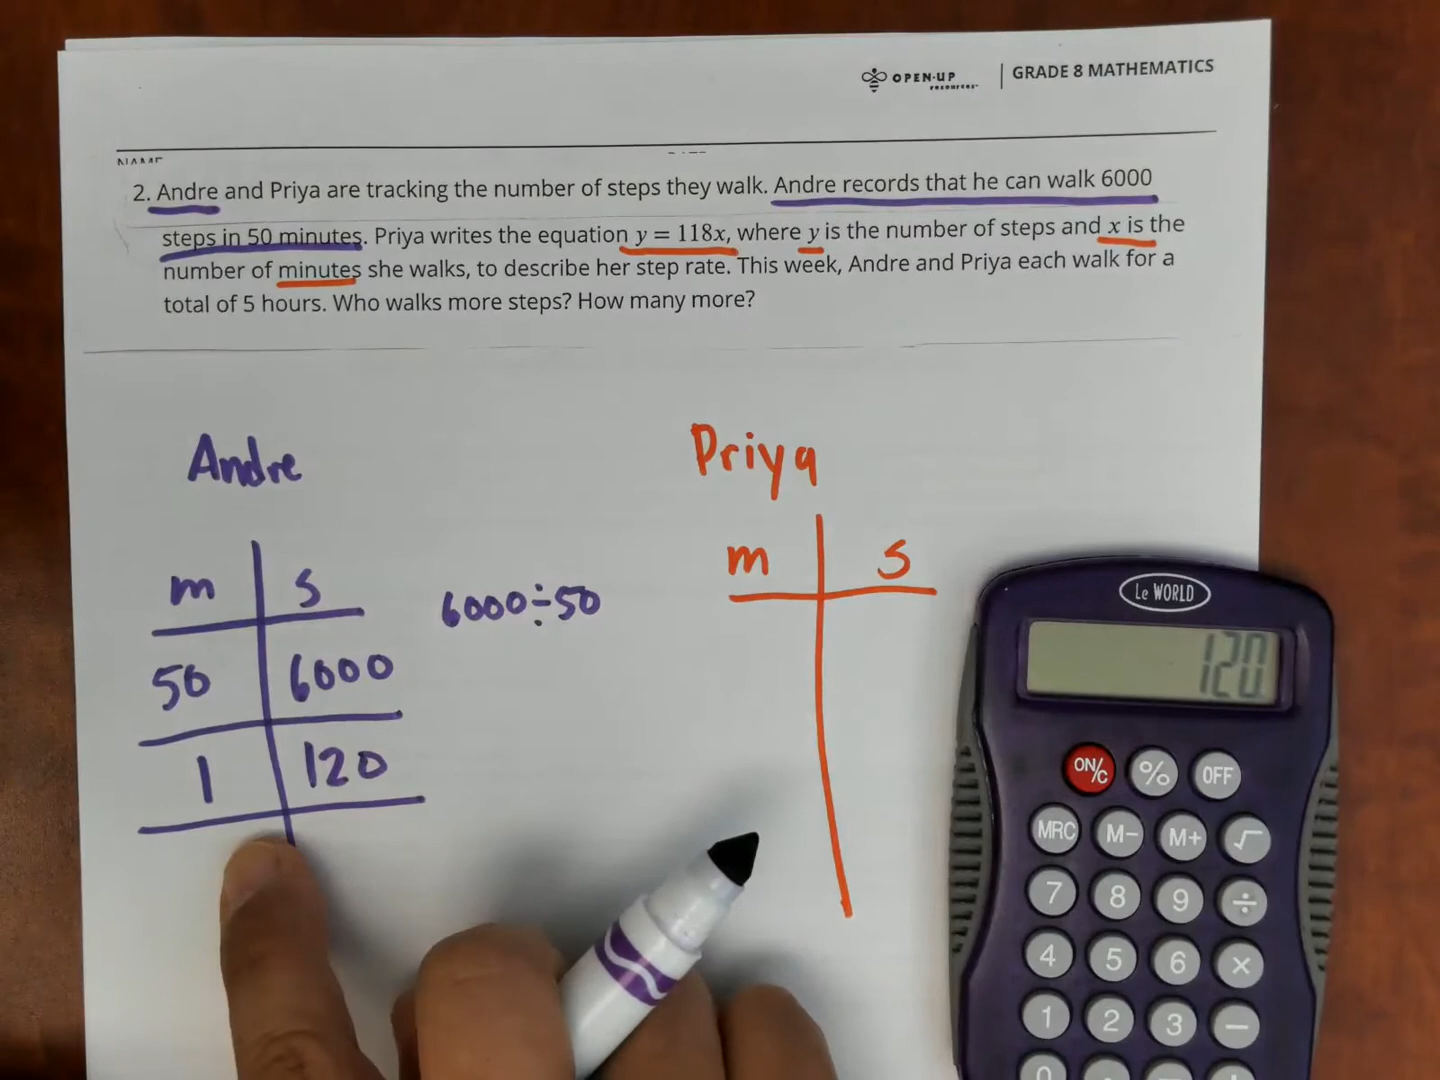 OPEN-UP
resources
GRADE 8 MATHEMATICS
2. Andre and Priya are tracking the number of steps they walk. Andre records that he can walk 6000
steps in 50 minutes. Priya writes the equation y = 118x, where y is the number of steps and x is the
number of minutes she walks, to describe her step rate. This week, Andre and Priya each walk for a
total of 5 hours. Who walks more steps? How many more?
Andre
m s
50 6000
1 120
6000÷50
Priya
m s
Le WORLD
120.
ON/C % OFF
MRC M− M+ √
7 8 9 ÷
4 5 6 ×
1 2 3 −